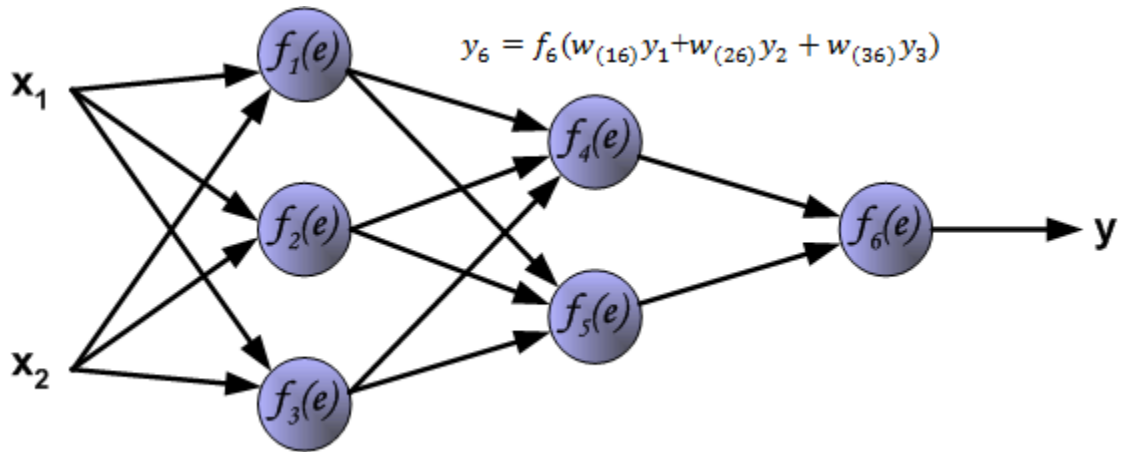 f₁(e)
y₆ = f₆(w₍₁₆₎y₁+w₍₂₆₎y₂ + w₍₃₆₎y₃)
x₁
f₄(e)
f₂(e)
f₆(e)
y
f₅(e)
x₂
f₃(e)